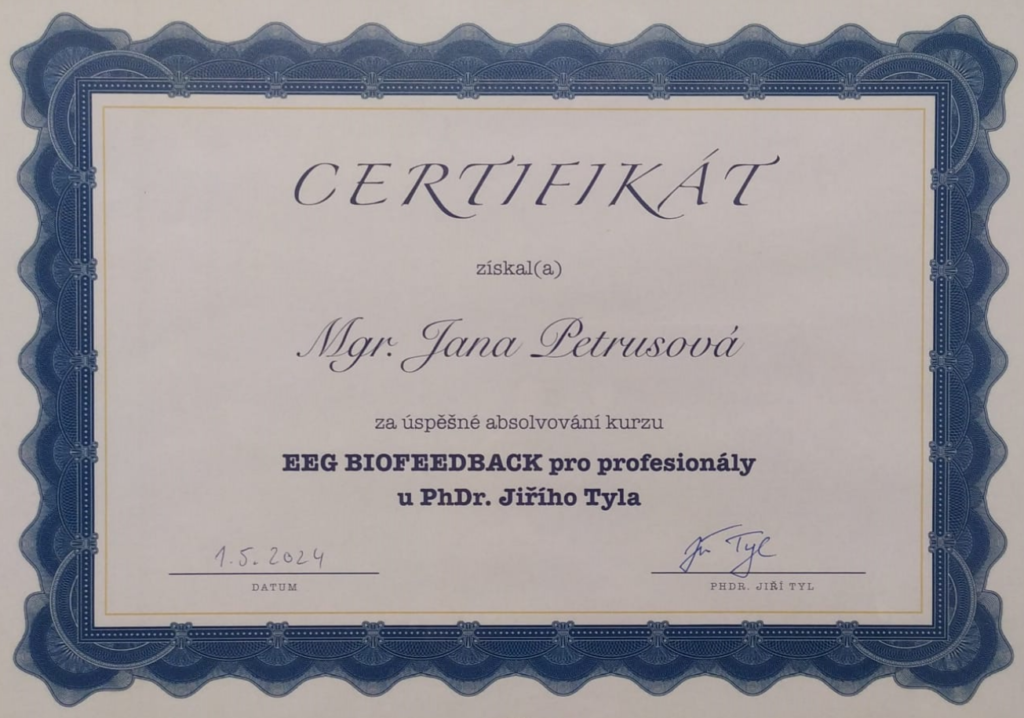 CERTIFIKÁT
získal(a)
Mgr. Jana Petrusová
za úspěšné absolvování kurzu
EEG BIOFEEDBACK pro profesionály
u PhDr. Jiřího Tyla
1.5.2024
Jiří Tyl
DATUM
PHDR. JIŘÍ TYL